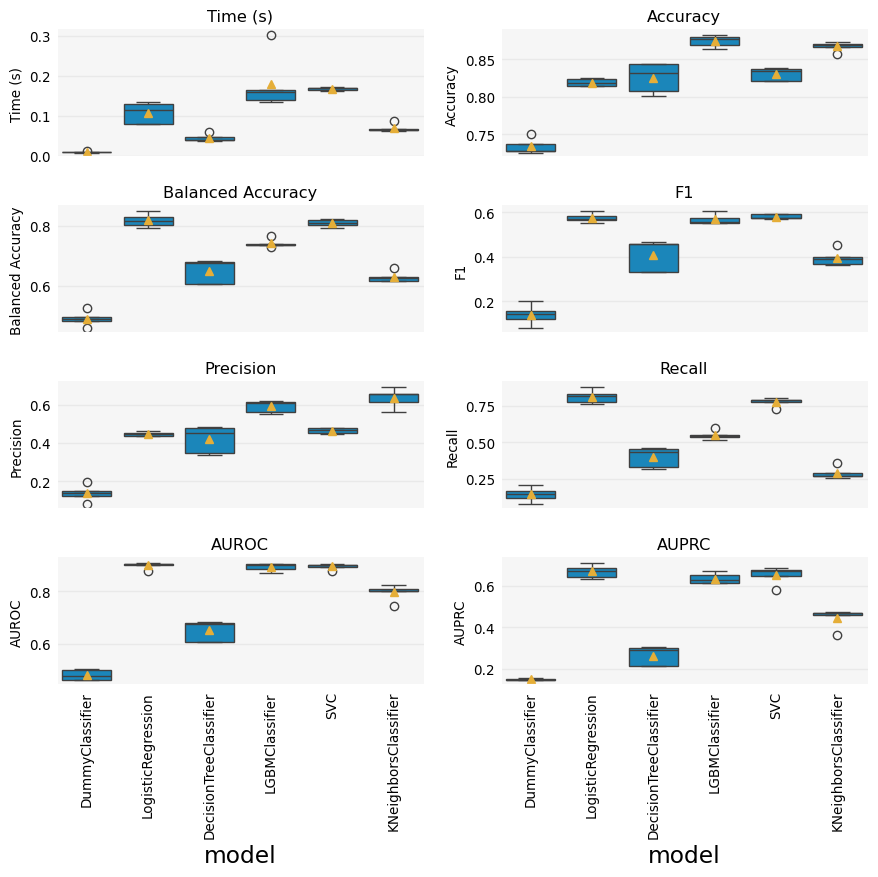 Time (s)
Time (s)
0.3
0.2
0.1
0.0
Accuracy
Accuracy
0.85
0.80
0.75
Balanced Accuracy
Balanced Accuracy
0.8
0.6
F1
F1
0.6
0.4
0.2
Precision
Precision
0.6
0.4
0.2
Recall
Recall
0.75
0.50
0.25
AUROC
AUROC
0.8
0.6
AUPRC
AUPRC
0.6
0.4
0.2
DummyClassifier
LogisticRegression
DecisionTreeClassifier
LGBMClassifier
SVC
KNeighborsClassifier
model
DummyClassifier
LogisticRegression
DecisionTreeClassifier
LGBMClassifier
SVC
KNeighborsClassifier
model